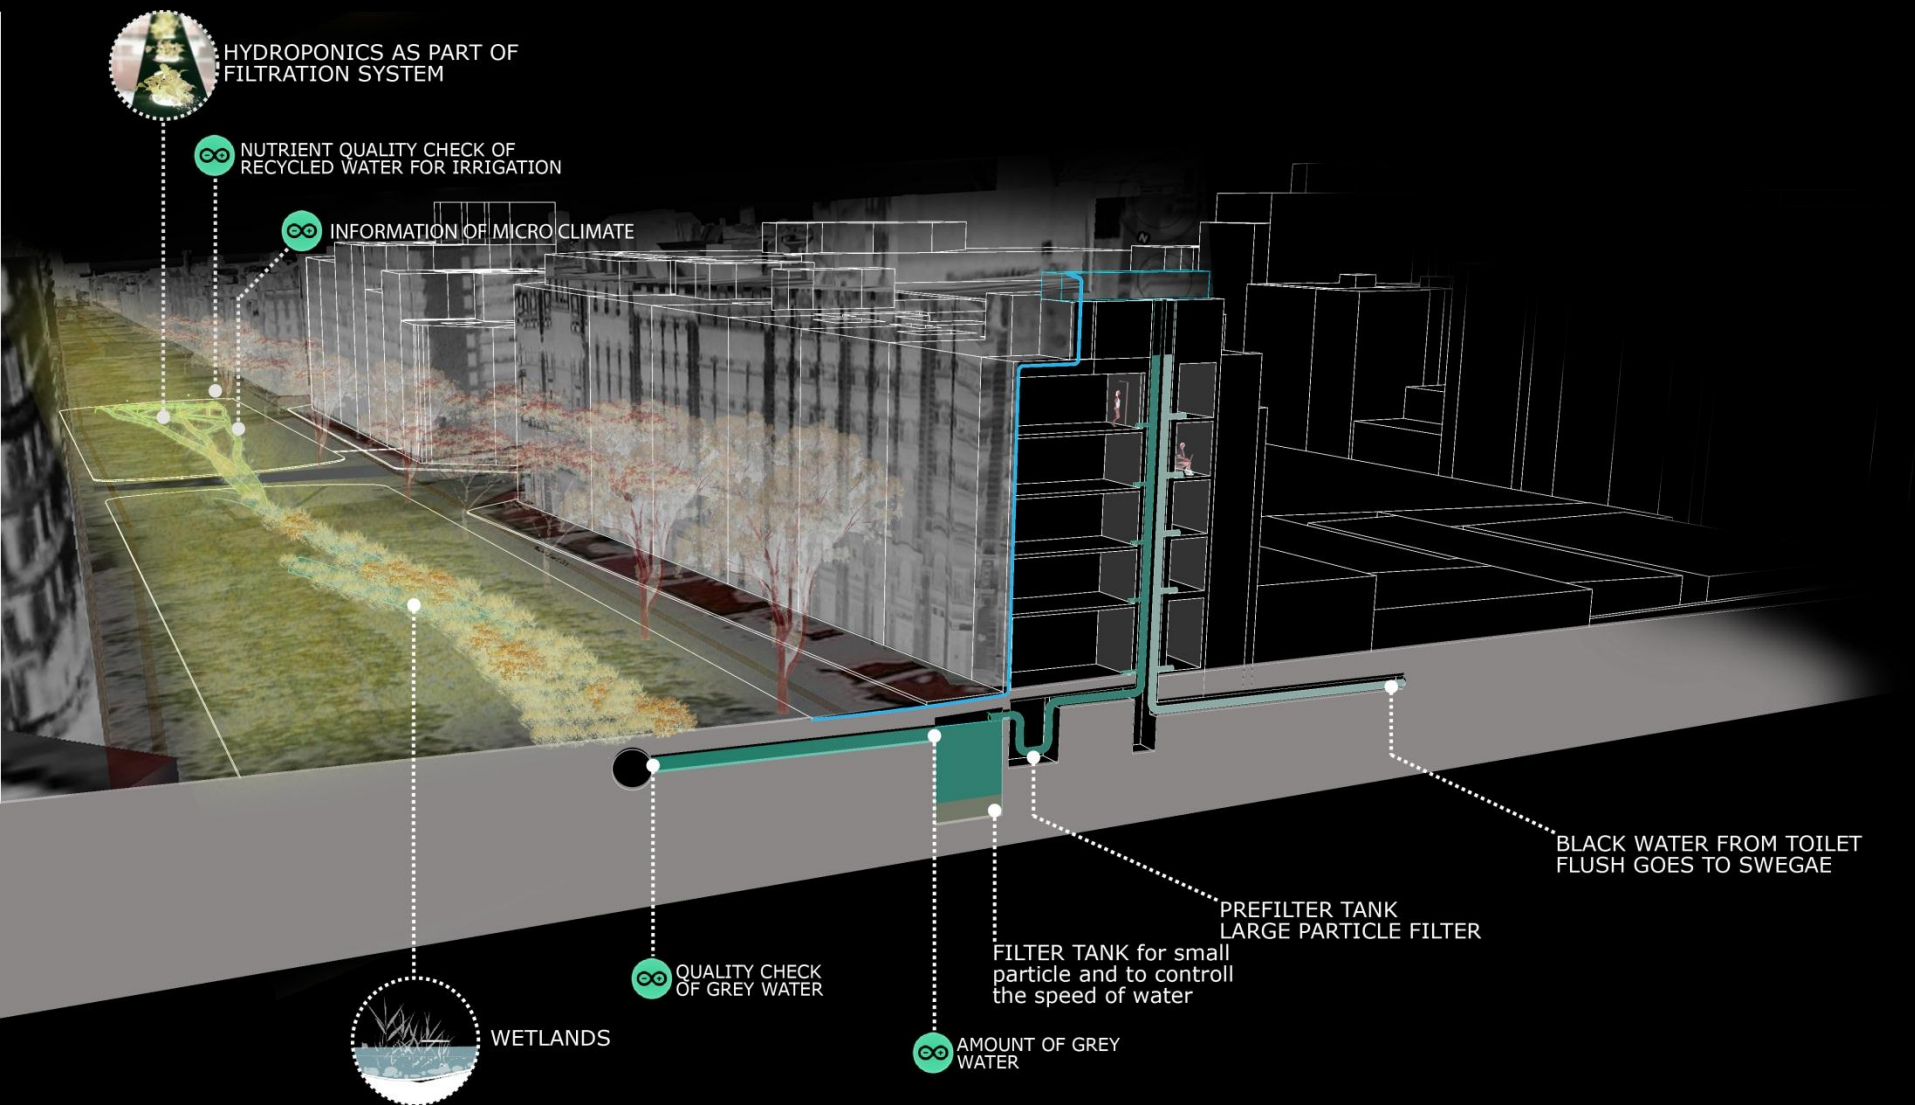 HYDROPONICS AS PART OF
FILTRATION SYSTEM
NUTRIENT QUALITY CHECK OF
RECYCLED WATER FOR IRRIGATION
INFORMATION OF MICRO CLIMATE
BLACK WATER FROM TOILET
FLUSH GOES TO SWEGAE
PREFILTER TANK
LARGE PARTICLE FILTER
FILTER TANK for small
particle and to controll
the speed of water
QUALITY CHECK
OF GREY WATER
WETLANDS
AMOUNT OF GREY
WATER